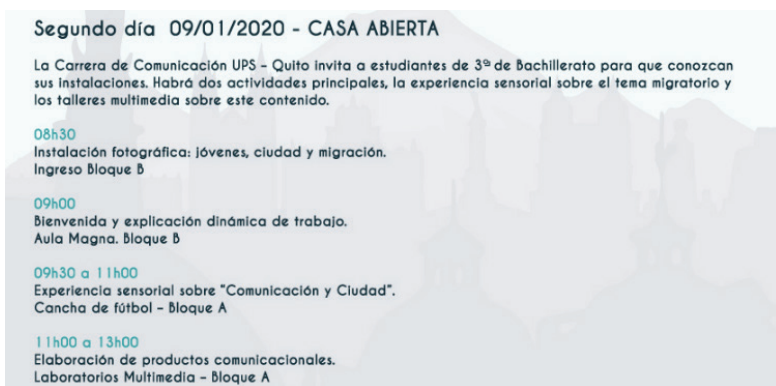 Segundo día 09/01/2020 - CASA ABIERTA
La Carrera de Comunicación UPS - Quito invita a estudiantes de 3º de Bachillerato para que conozcan
sus instalaciones. Habrá dos actividades principales, la experiencia sensorial sobre el tema migratorio y
los talleres multimedia sobre este contenido.
08h30
Instalación fotográfica: jóvenes, ciudad y migración.
Ingreso Bloque B
09h00
Bienvenida y explicación dinámica de trabajo.
Aula Magna. Bloque B
09h30 a 11h00
Experiencia sensorial sobre "Comunicación y Ciudad".
Cancha de fútbol - Bloque A
11h00 a 13h00
Elaboración de productos comunicacionales.
Laboratorios Multimedia - Bloque A